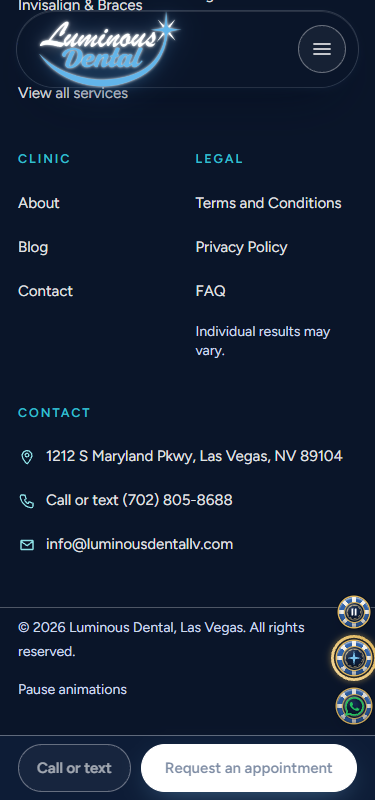 Invisalign & Braces
Luminous
Dental
View all services
CLINIC
LEGAL
About
Terms and Conditions
Blog
Privacy Policy
Contact
FAQ
Individual results may
vary.
CONTACT
1212 S Maryland Pkwy, Las Vegas, NV 89104
Call or text (702) 805-8688
info@luminousdentallv.com
© 2026 Luminous Dental, Las Vegas. All rights
reserved.
Pause animations
Call or text
Request an appointment